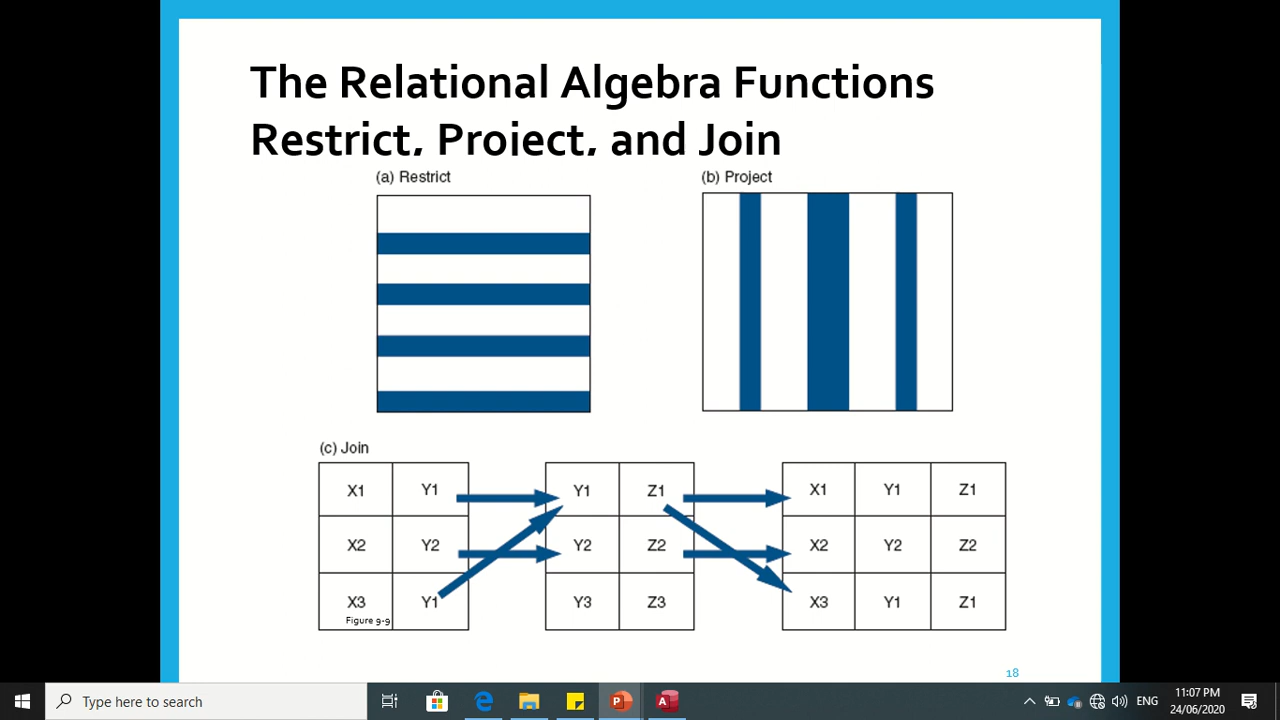 The Relational Algebra Functions
Restrict, Project, and Join
(a) Restrict
(b) Project
(c) Join
X1 Y1 Y1 Z1 X1 Y1 Z1
X2 Y2 Y2 Z2 X2 Y2 Z2
X3 Y1 Y3 Z3 X3 Y1 Z1
Figure 9-9
18
Type here to search
ENG
11:07 PM
24/06/2020